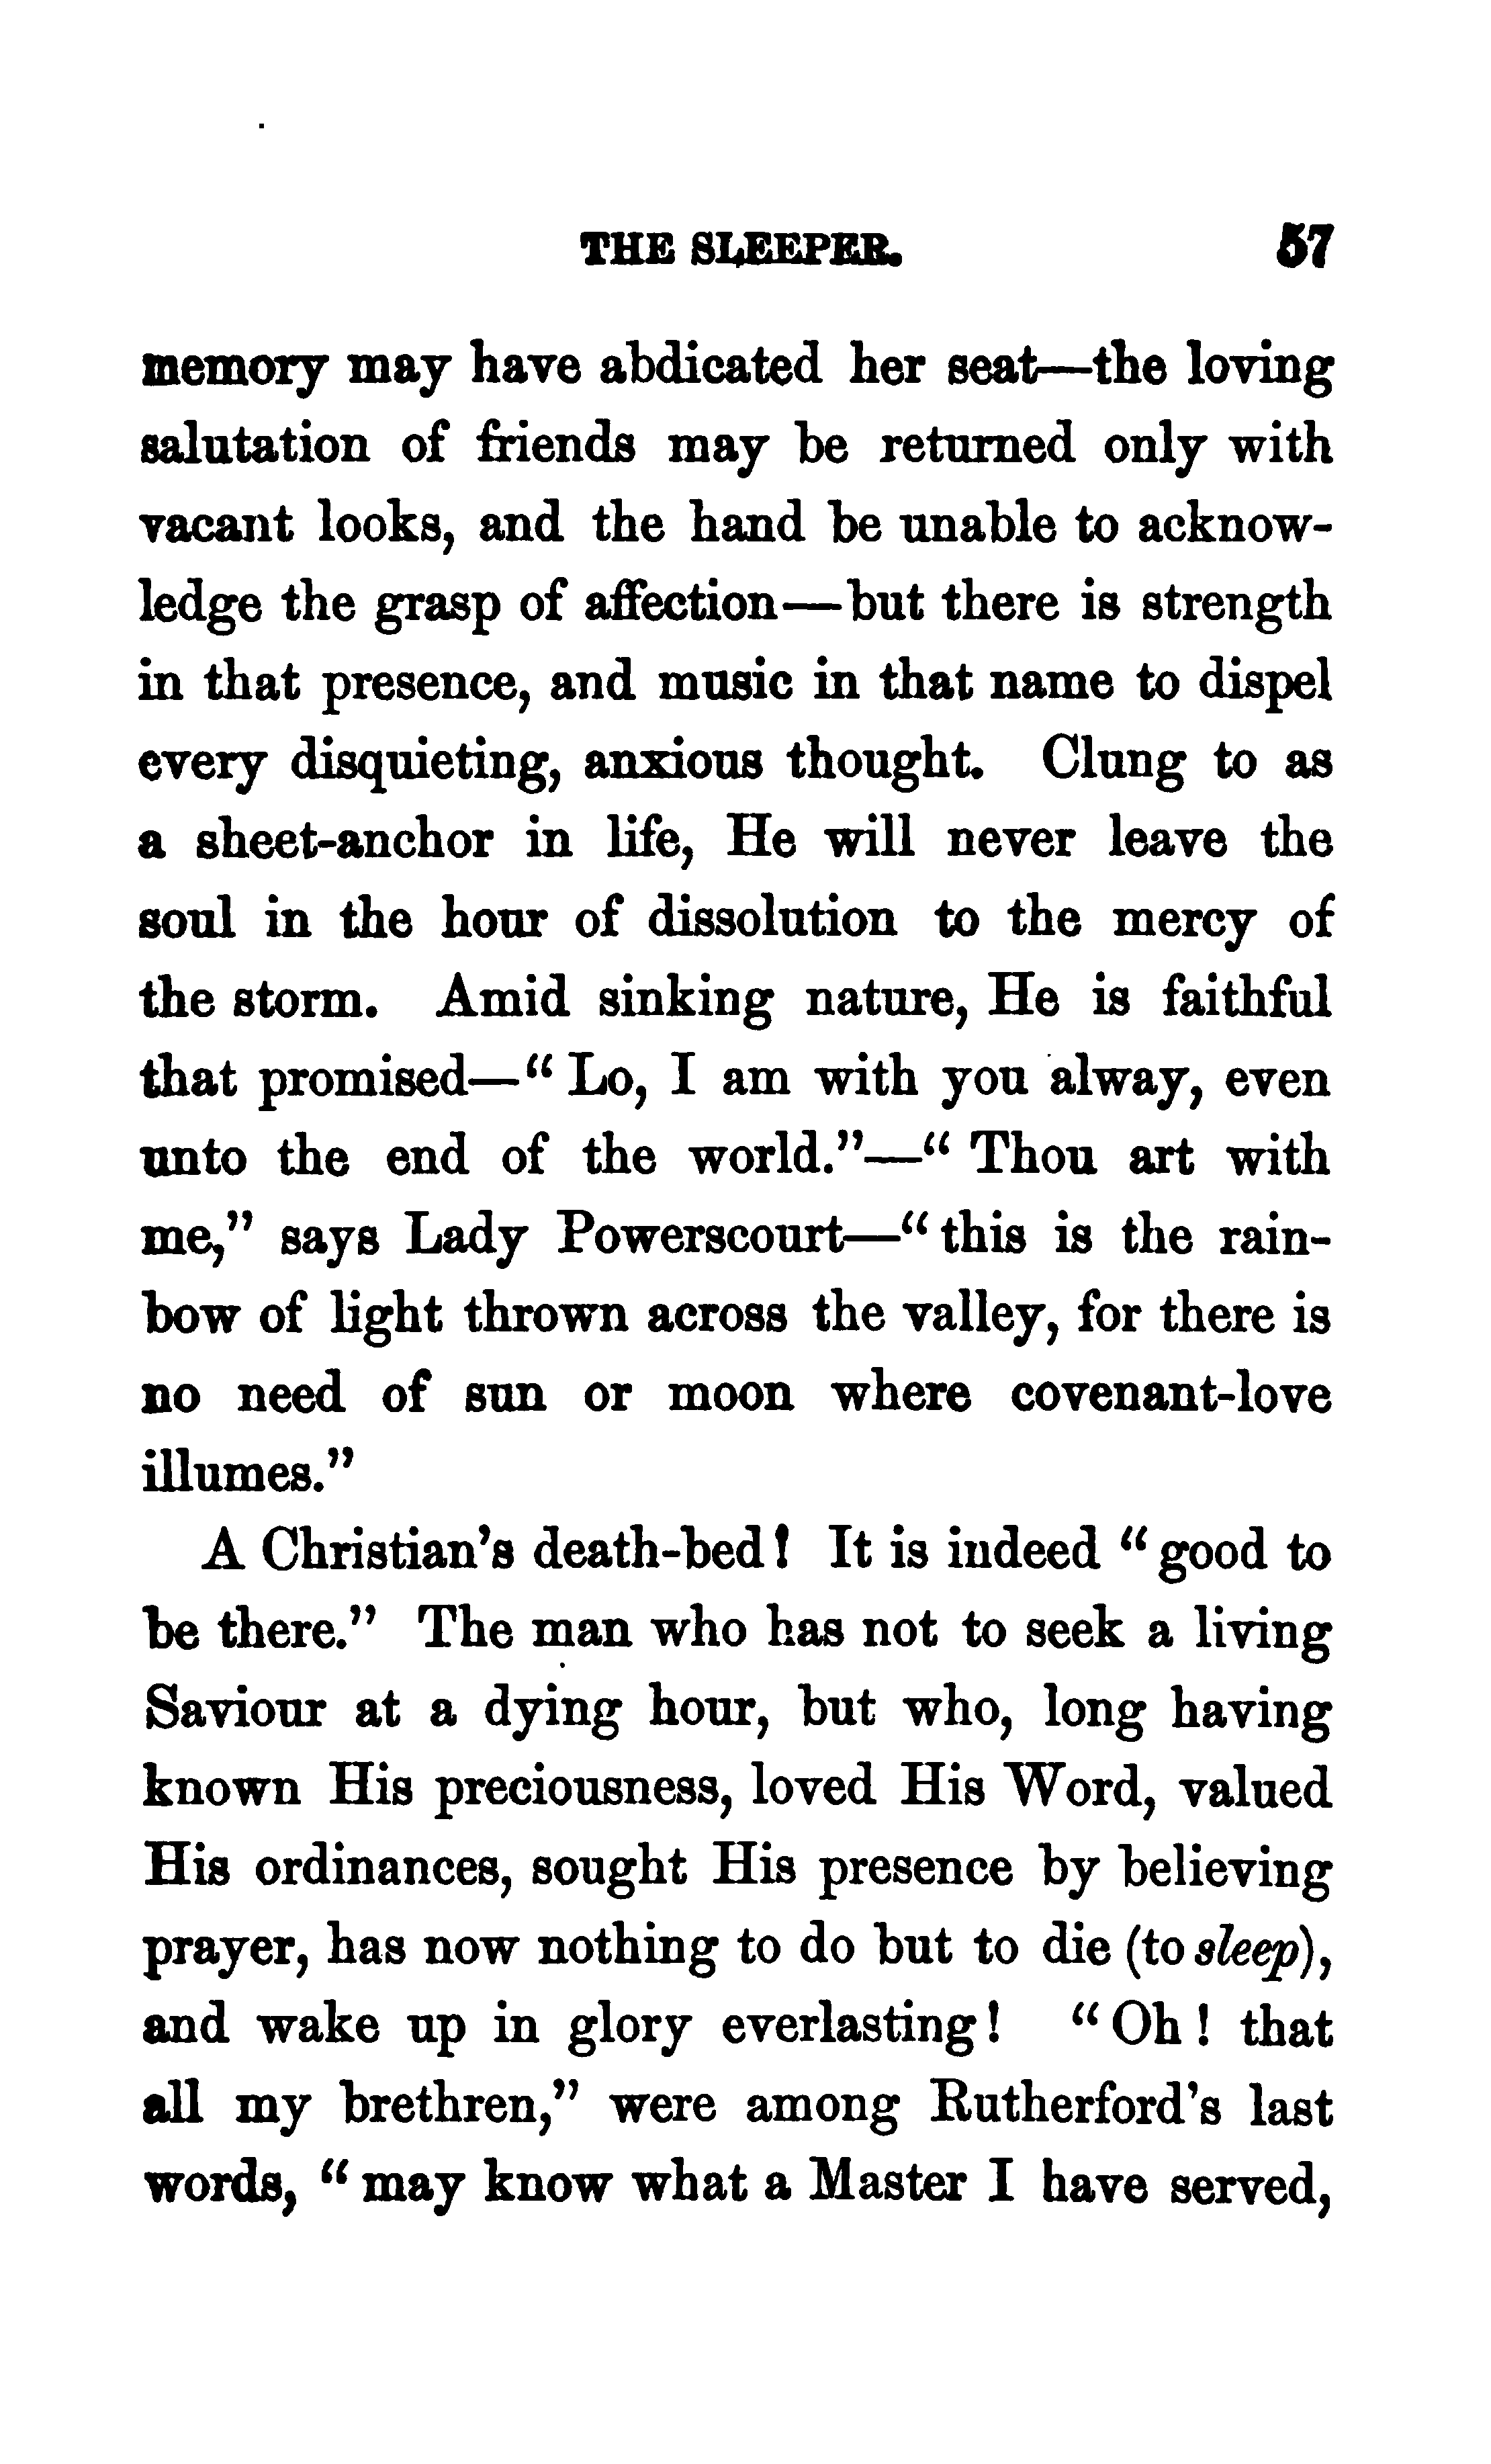 THE SLEEPER. 57
memory may have abdicated her seat—the loving
salutation of friends may be returned only with
vacant looks, and the hand be unable to acknow-
ledge the grasp of affection—but there is strength
in that presence, and music in that name to dispel
every disquieting, anxious thought. Clung to as
a sheet-anchor in life, He will never leave the
soul in the hour of dissolution to the mercy of
the storm. Amid sinking nature, He is faithful
that promised—“ Lo, I am with you alway, even
unto the end of the world.”—“ Thou art with
me,” says Lady Powerscourt—“ this is the rain-
bow of light thrown across the valley, for there is
no need of sun or moon where covenant-love
illumes.”
A Christian’s death-bed! It is indeed “ good to
be there.” The man who has not to seek a living
Saviour at a dying hour, but who, long having
known His preciousness, loved His Word, valued
His ordinances, sought His presence by believing
prayer, has now nothing to do but to die (to sleep),
and wake up in glory everlasting! “ Oh! that
all my brethren,” were among Rutherford’s last
words, “ may know what a Master I have served,